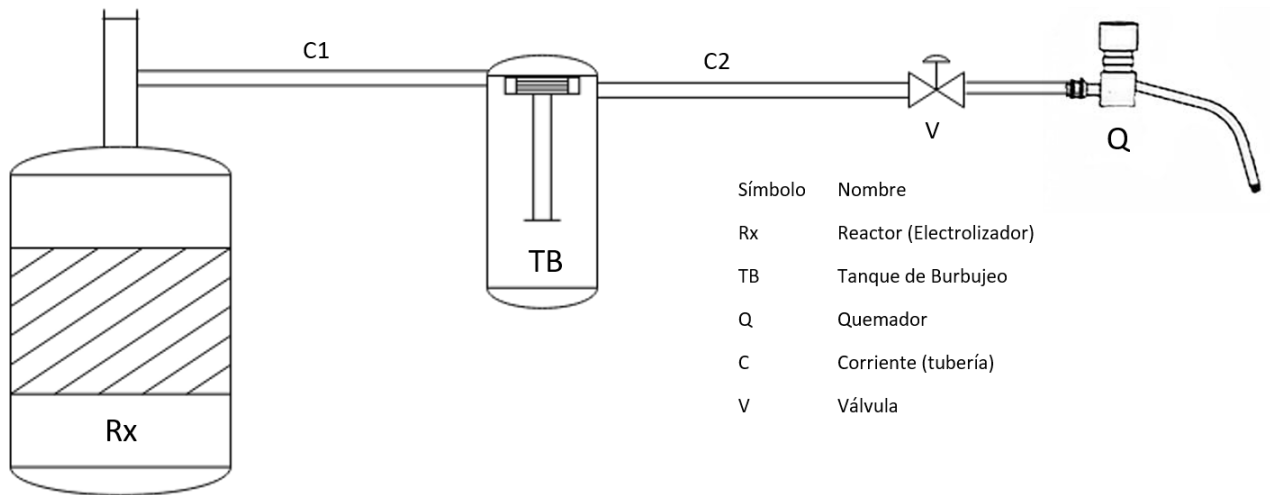 C1
C2
V
Q
TB
Rx
Símbolo Nombre
Rx Reactor (Electrolizador)
TB Tanque de Burbujeo
Q Quemador
C Corriente (tubería)
V Válvula